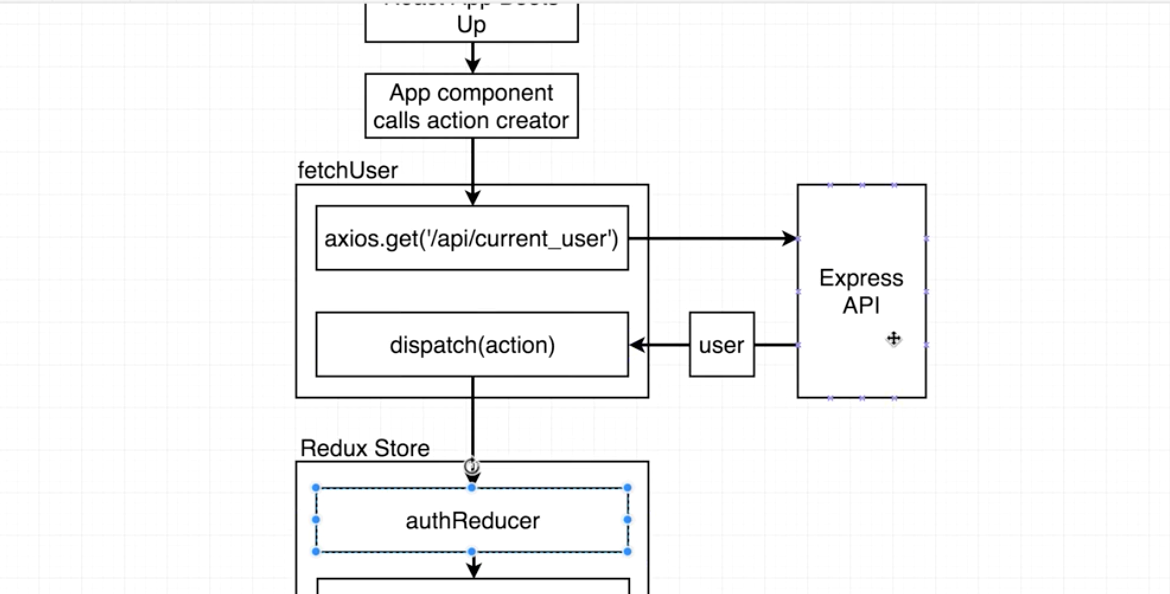 Up
App component
calls action creator
fetchUser
axios.get('/api/current_user')
Express
API
dispatch(action)
user
Redux Store
authReducer